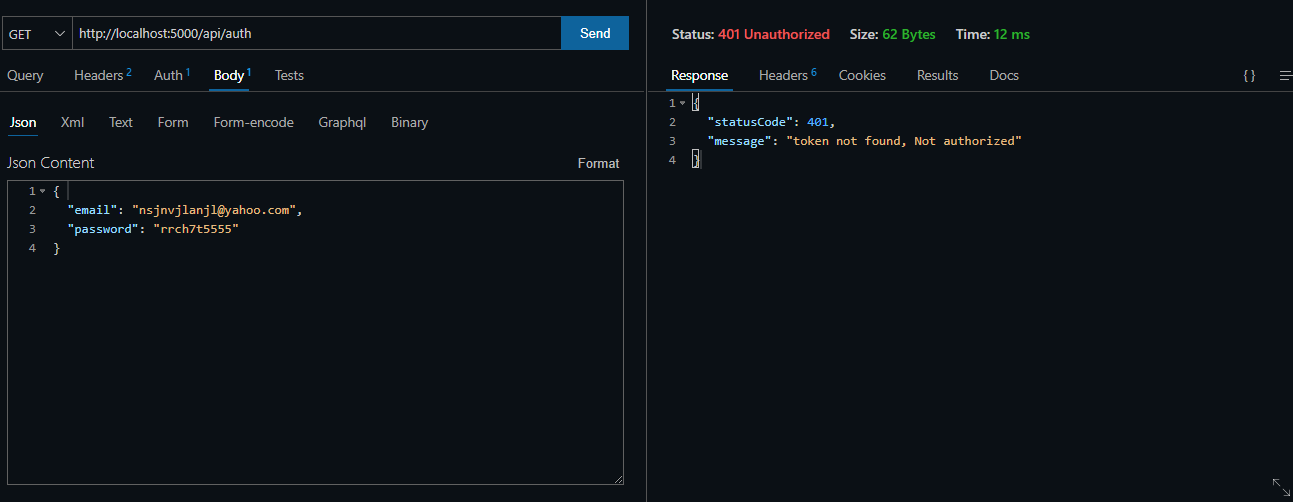 GET http://localhost:5000/api/auth Send
Query Headers 2 Auth 1 Body 1 Tests
Json Xml Text Form Form-encode Graphql Binary
Json Content Format
1 {
2 "email": "nsjnvjlanjl@yahoo.com",
3 "password": "rrch7t5555"
4 }
Status: 401 Unauthorized Size: 62 Bytes Time: 12 ms
Response Headers 6 Cookies Results Docs {}
1 {
2 "statusCode": 401,
3 "message": "token not found, Not authorized"
4 }